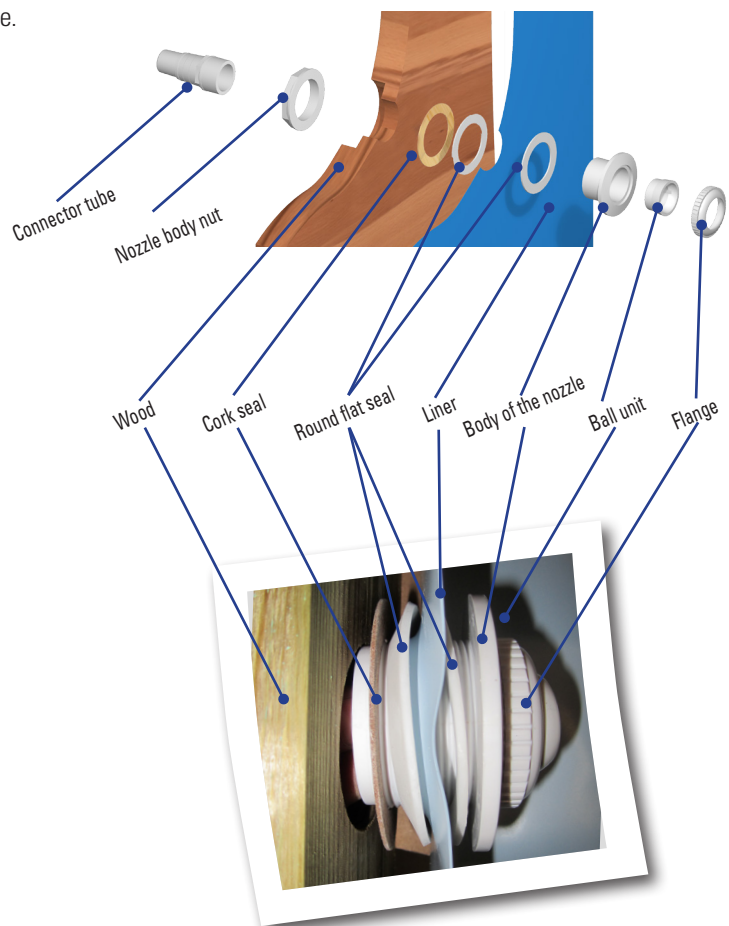 e.
Connector tube
Nozzle body nut
Wood
Cork seal
Round flat seal
Liner
Body of the nozzle
Ball unit
Flange